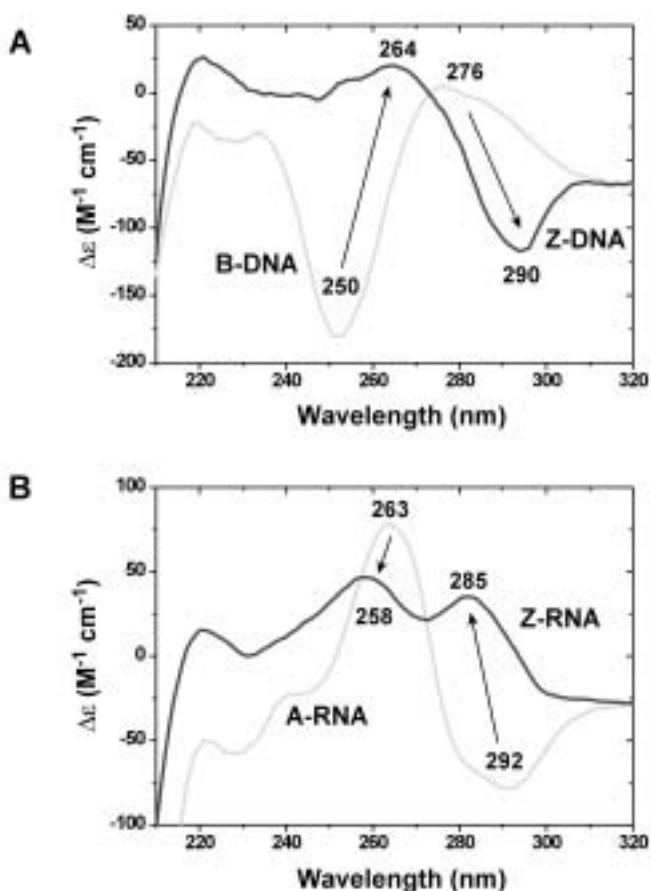 A
50
0
-50
-100
-150
-200
Δε (M⁻¹ cm⁻¹)
264
276
B-DNA
250
Z-DNA
290
220 240 260 280 300 320
Wavelength (nm)
B
100
50
0
-50
-100
Δε (M⁻¹ cm⁻¹)
263
258
285
Z-RNA
A-RNA
292
220 240 260 280 300 320
Wavelength (nm)